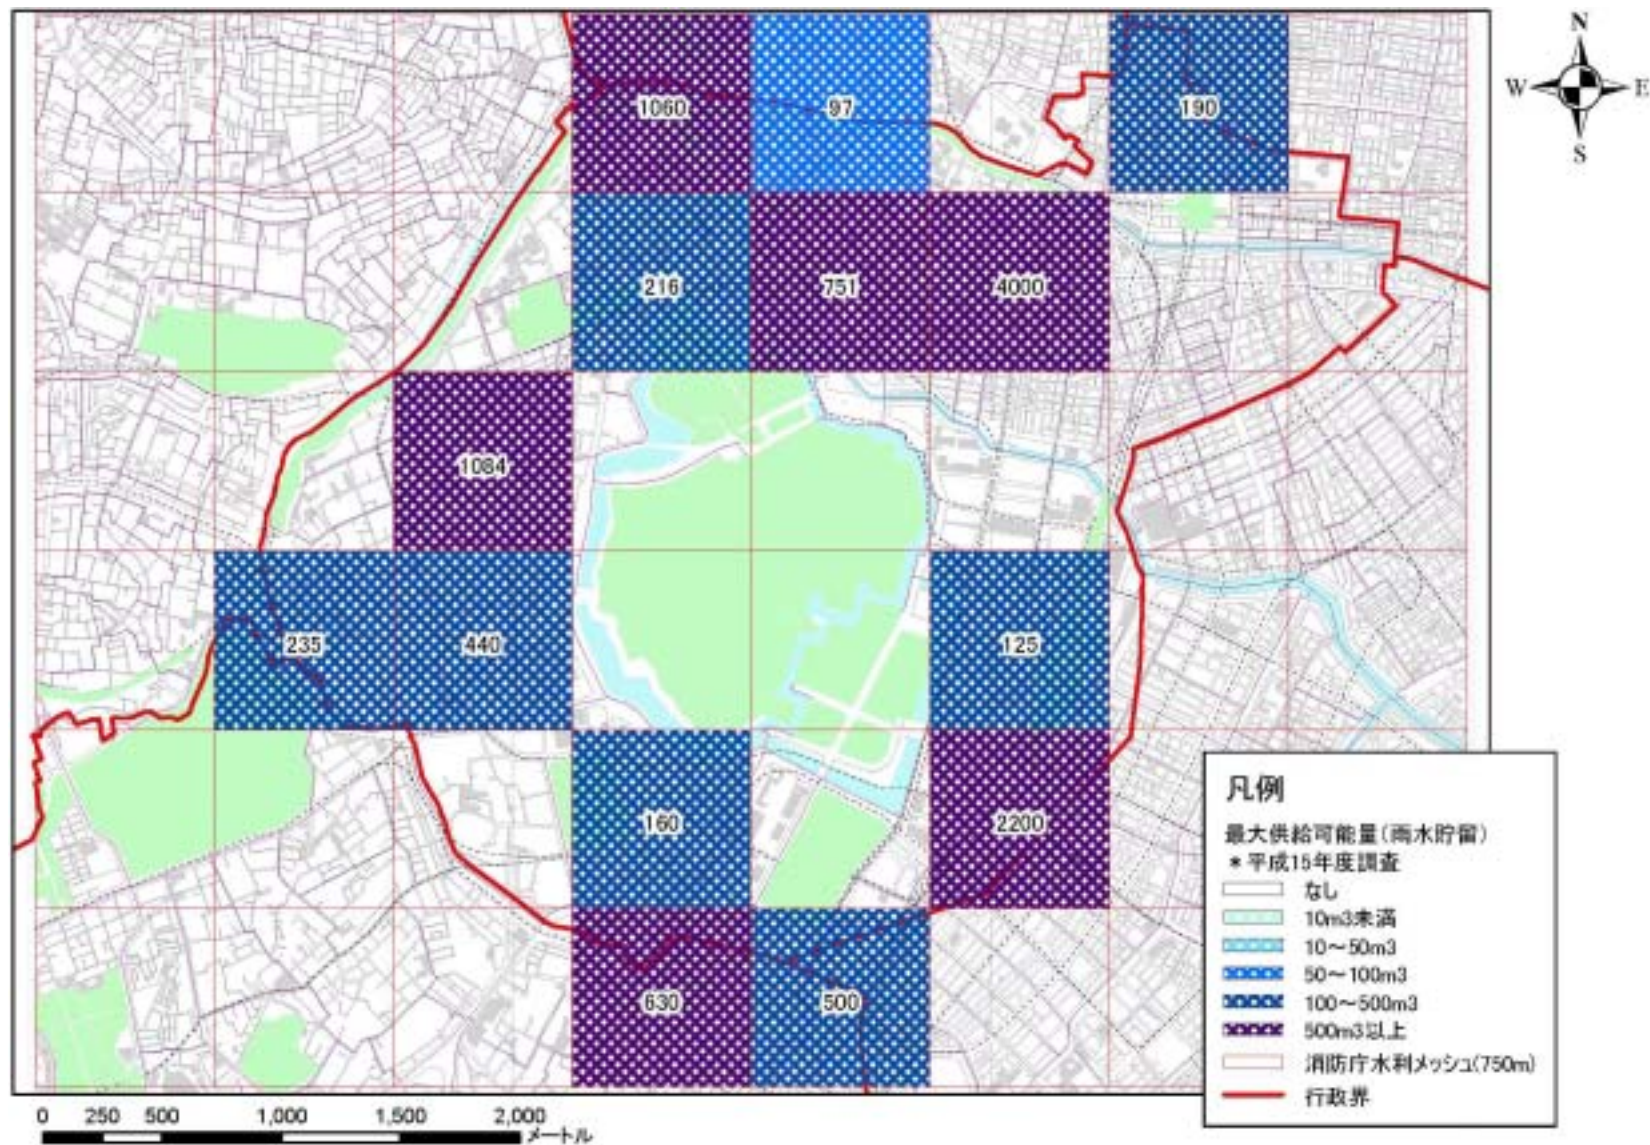 N
W E
S
1060 97 190
216 751 4000
1084
235 440 125
160 2200
630 500
凡例
最大供給可能量(雨水貯留)
*平成15年度調査
なし
10m3未満
10~50m3
50~100m3
100~500m3
500m3以上
消防庁水利メッシュ(750m)
行政界
0 250 500 1,000 1,500 2,000
メートル